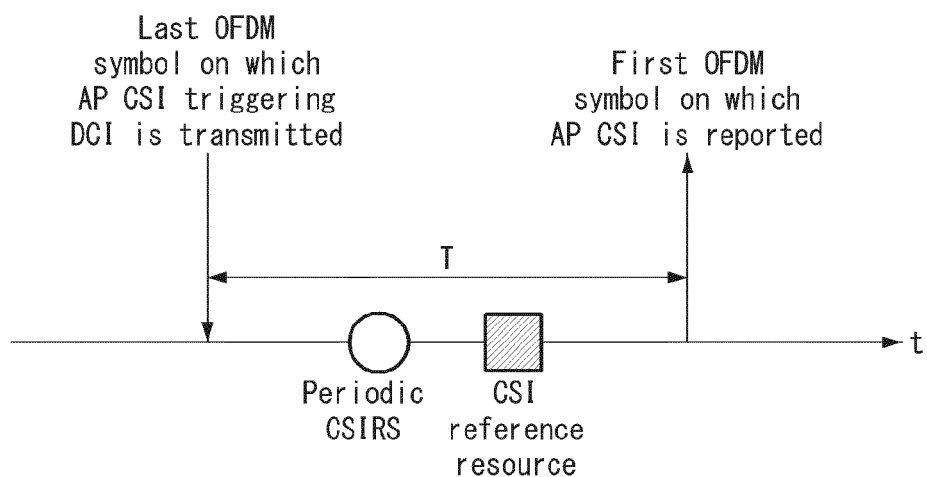 Last OFDM
symbol on which
AP CSI triggering
DCI is transmitted
First OFDM
symbol on which
AP CSI is reported
T
t
Periodic
CSIRS
CSI
reference
resource